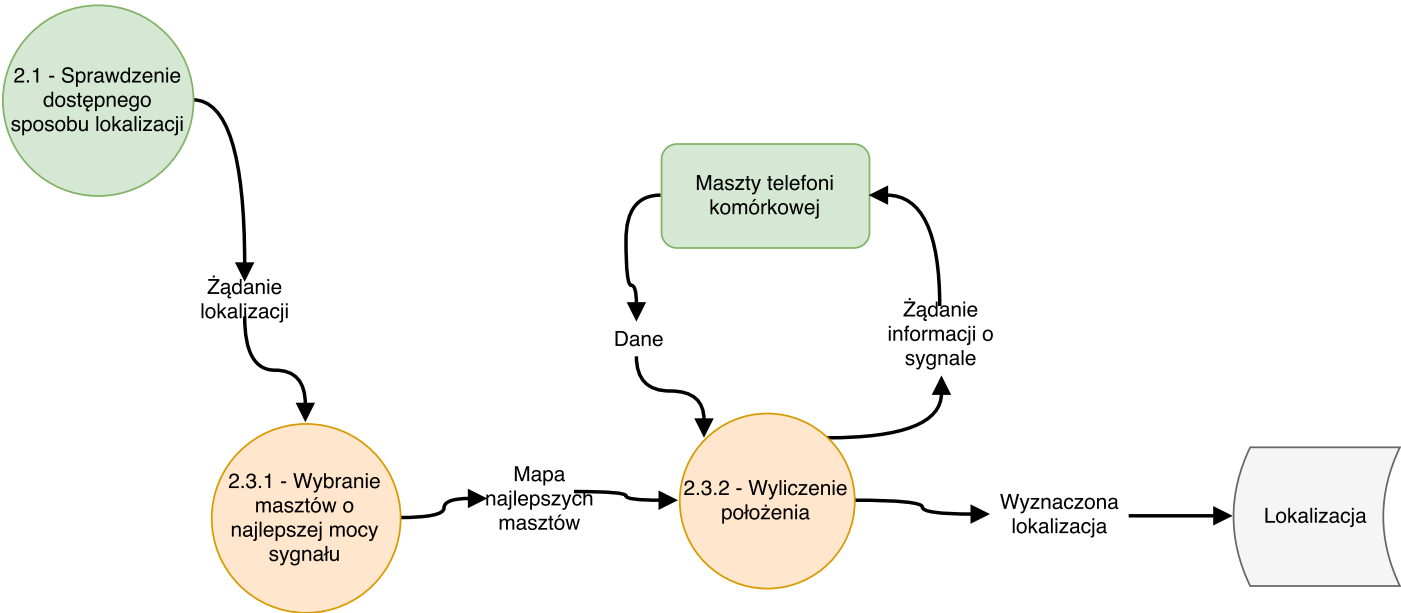 2.1 - Sprawdzenie
dostępnego
sposobu lokalizacji
Maszty telefoni
komórkowej
Żądanie
lokalizacji
Dane
Żądanie
informacji o
sygnale
2.3.1 - Wybranie
masztów o
najlepszej mocy
sygnału
Mapa
najlepszych
masztów
2.3.2 - Wyliczenie
położenia
Wyznaczona
lokalizacja
Lokalizacja